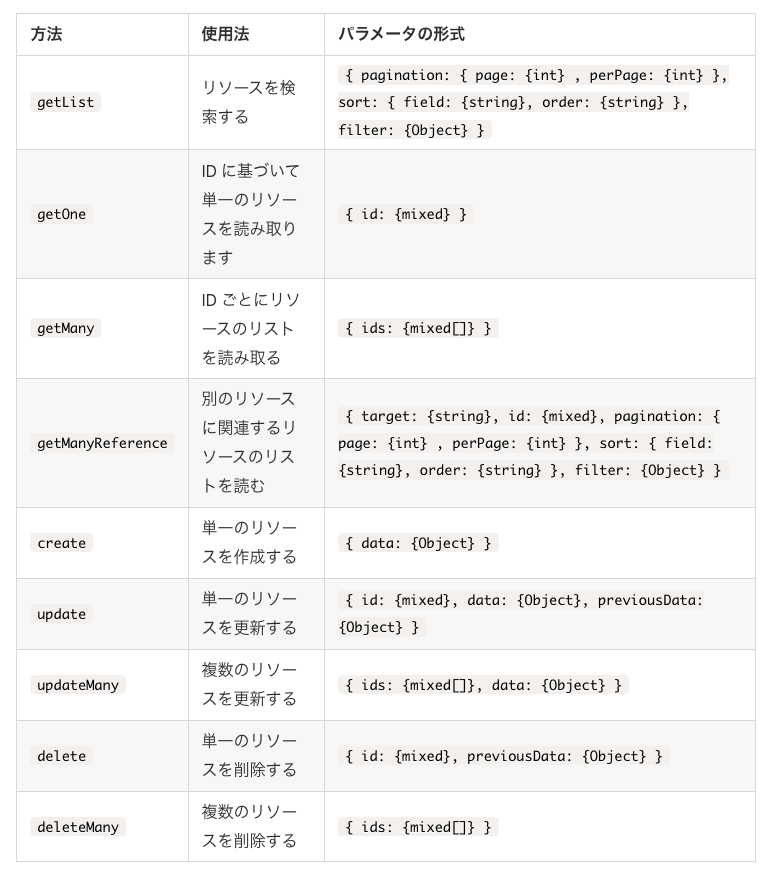 方法 使用法 パラメータの形式
getList
リソースを検
索する
{ pagination: { page: {int} , perPage: {int} },
sort: { field: {string}, order: {string} },
filter: {Object} }
getOne
ID に基づいて
単一のリソー
スを読み取り
ます
{ id: {mixed} }
getMany
ID ごとにリソ
ースのリスト
を読み取る
{ ids: {mixed[]} }
getManyReference
別のリソース
に関連するリ
ソースのリス
トを読む
{ target: {string}, id: {mixed}, pagination: {
page: {int} , perPage: {int} }, sort: { field:
{string}, order: {string} }, filter: {Object} }
create
単一のリソー
スを作成する
{ data: {Object} }
update
単一のリソー
スを更新する
{ id: {mixed}, data: {Object}, previousData:
{Object} }
updateMany
複数のリソー
スを更新する
{ ids: {mixed[]}, data: {Object} }
delete
単一のリソー
スを削除する
{ id: {mixed}, previousData: {Object} }
deleteMany
複数のリソー
スを削除する
{ ids: {mixed[]} }